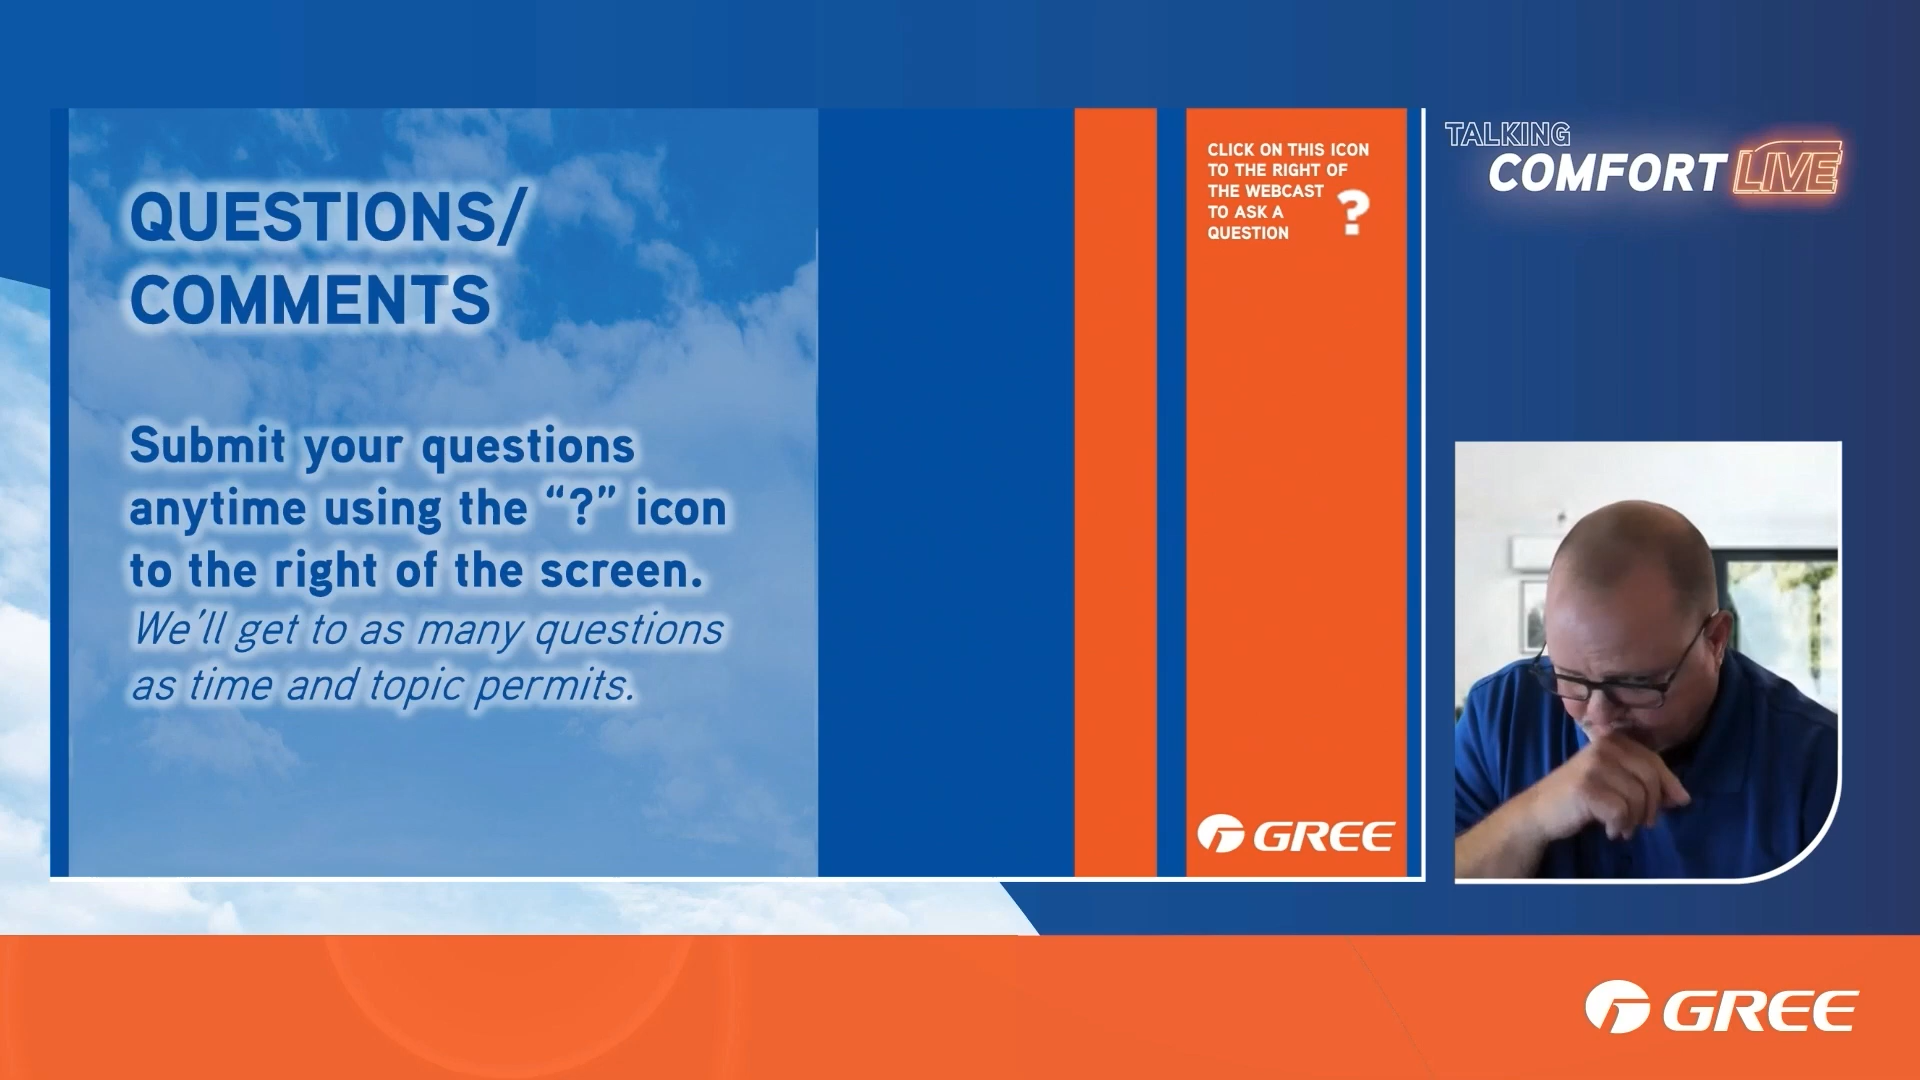 QUESTIONS/
COMMENTS
Submit your questions
anytime using the “?” icon
to the right of the screen.
We’ll get to as many questions
as time and topic permits.
CLICK ON THIS ICON
TO THE RIGHT OF
THE WEBCAST
TO ASK A
QUESTION
?
GREE
TALKING
COMFORT LIVE
GREE